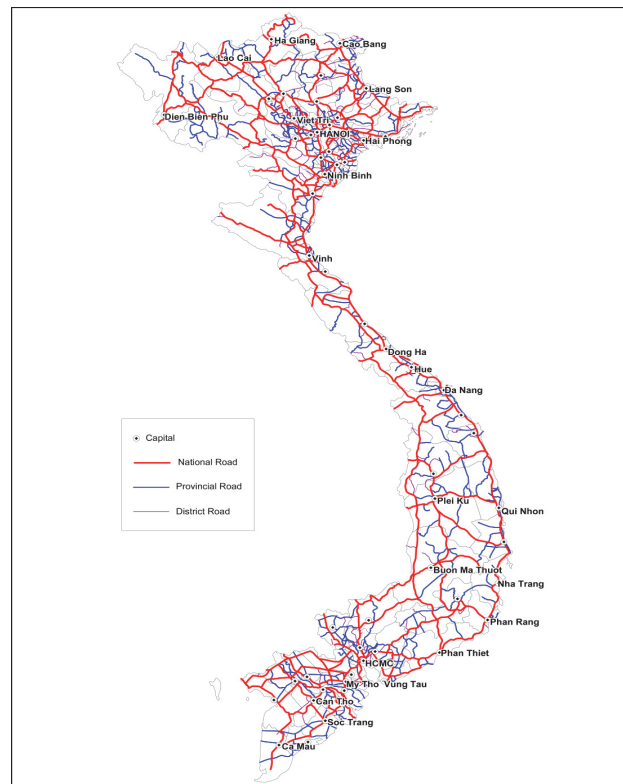 Ha Giang
Cao Bang
Lao Cai
Lang Son
Dien Bien Phu
Viet Tri
HANOI
Hai Phong
Ninh Binh
Vinh
Dong Ha
Hue
Da Nang
Capital
National Road
Provincial Road
District Road
Plei Ku
Qui Nhon
Buon Ma Thuot
Nha Trang
Phan Rang
Phan Thiet
HCMC
My Tho
Vung Tau
Can Tho
Soc Trang
Ca Mau